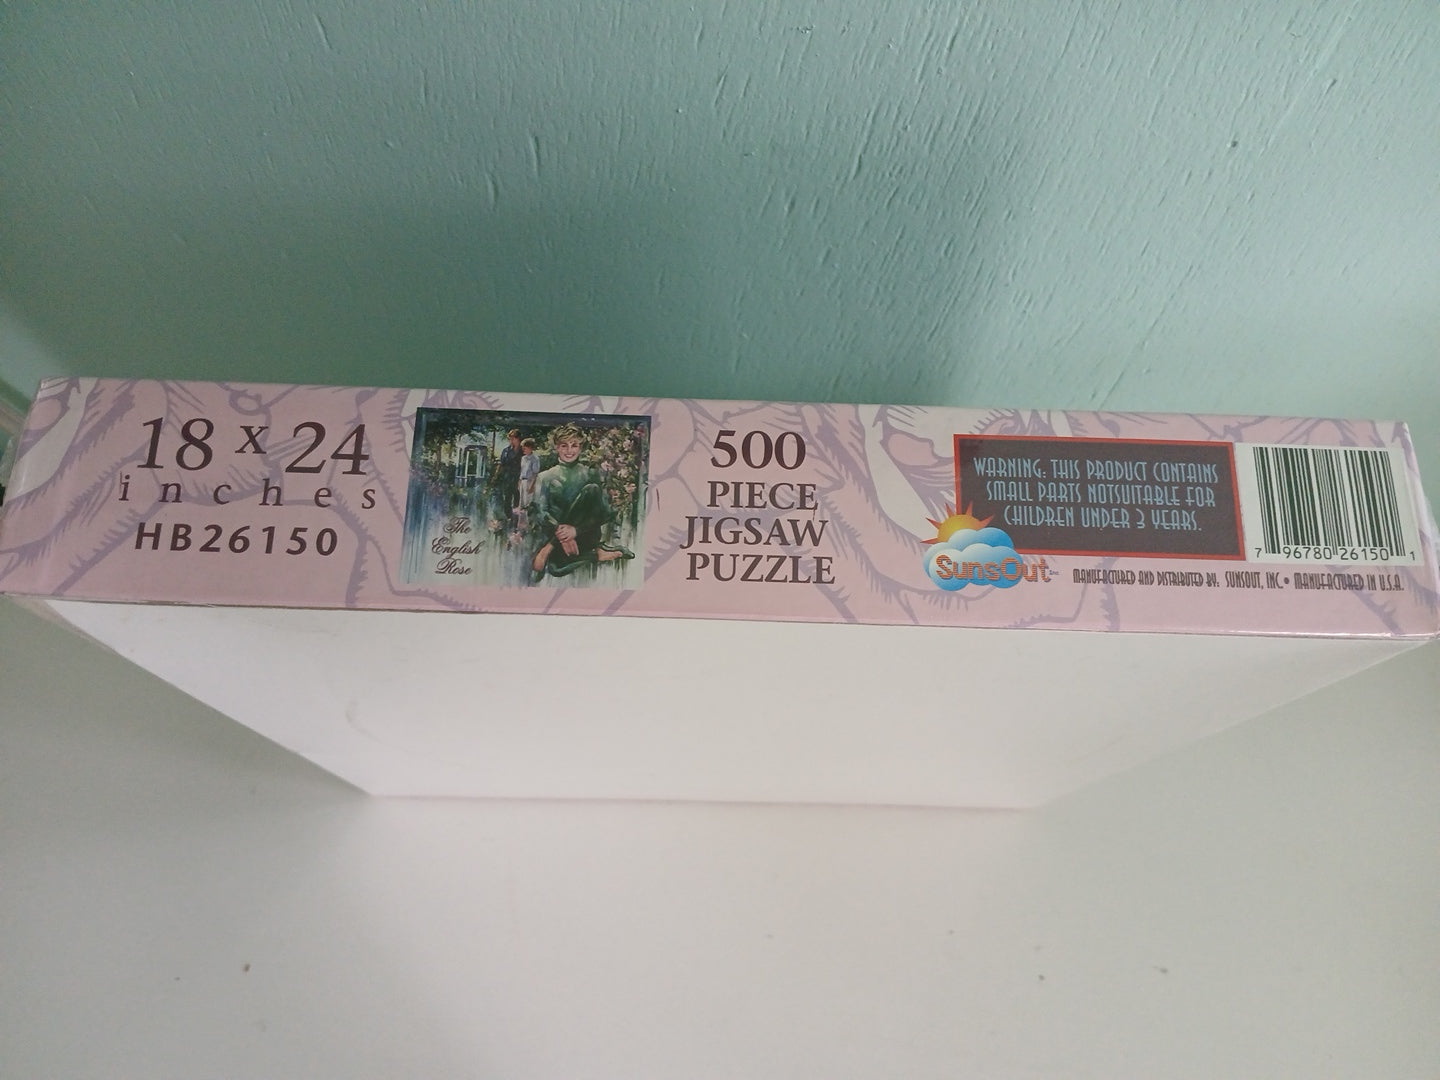 18 x 24
inches
HB26150
The
English
Rose
500
PIECE
JIGSAW
PUZZLE
WARNING: THIS PRODUCT CONTAINS
SMALL PARTS NOTSUITABLE FOR
CHILDREN UNDER 3 YEARS.
SunsOut Inc.
MANUFACTURED AND DISTRIBUTED BY: SUNSOUT, INC • MANUFACTURED IN U.S.A.
7 96780 26150 1